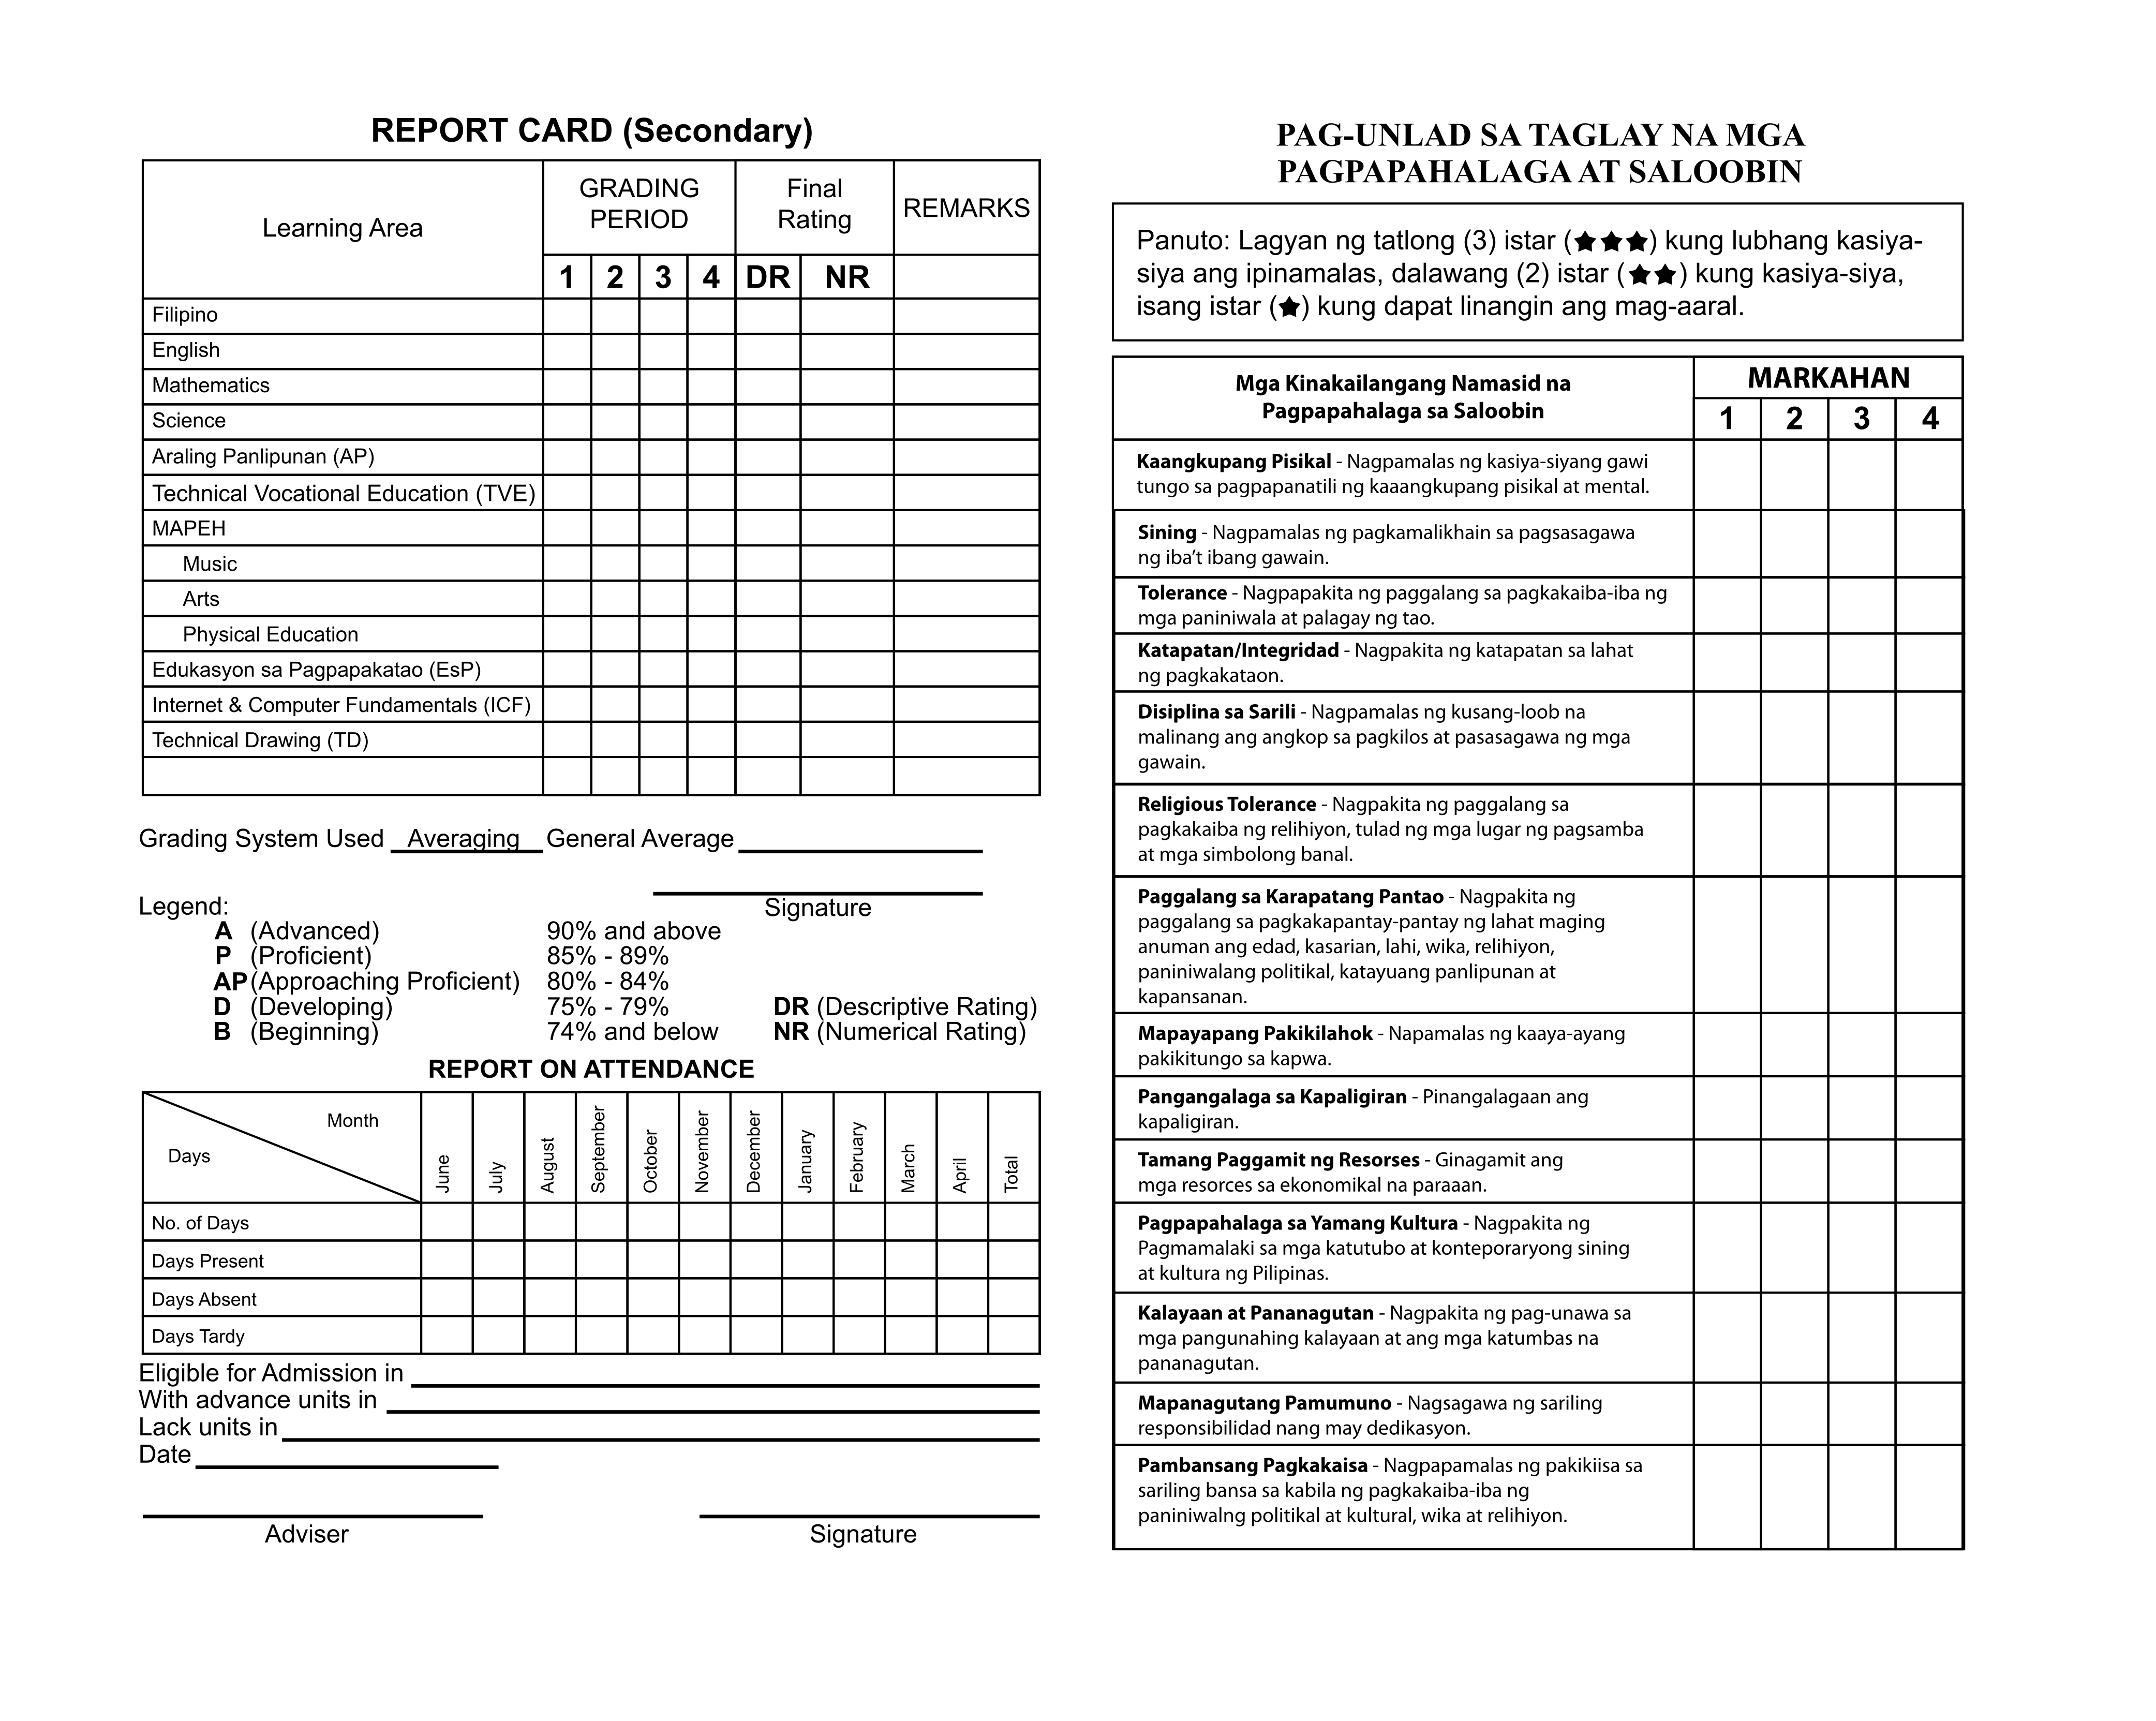 REPORT CARD (Secondary)
Learning Area
GRADING
PERIOD
Final
Rating
REMARKS
1 2 3 4 DR NR
Filipino
English
Mathematics
Science
Araling Panlipunan (AP)
Technical Vocational Education (TVE)
MAPEH
Music
Arts
Physical Education
Edukasyon sa Pagpapakatao (EsP)
Internet & Computer Fundamentals (ICF)
Technical Drawing (TD)
Grading System Used Averaging General Average
Signature
Legend:
A (Advanced) 90% and above
P (Proficient) 85% - 89%
AP (Approaching Proficient) 80% - 84%
D (Developing) 75% - 79% DR (Descriptive Rating)
B (Beginning) 74% and below NR (Numerical Rating)
REPORT ON ATTENDANCE
Month
Days
June July August September October November December January February March April Total
No. of Days
Days Present
Days Absent
Days Tardy
Eligible for Admission in
With advance units in
Lack units in
Date
Adviser Signature
PAG-UNLAD SA TAGLAY NA MGA
PAGPAPAHALAGA AT SALOOBIN
Panuto: Lagyan ng tatlong (3) istar (★★★) kung lubhang kasiya-
siya ang ipinamalas, dalawang (2) istar (★★) kung kasiya-siya,
isang istar (★) kung dapat linangin ang mag-aaral.
Mga Kinakailangang Namasid na
Pagpapahalaga sa Saloobin
MARKAHAN
1 2 3 4
Kaangkupang Pisikal - Nagpamalas ng kasiya-siyang gawi
tungo sa pagpapanatili ng kaaangkupang pisikal at mental.
Sining - Nagpamalas ng pagkamalikhain sa pagsasagawa
ng iba't ibang gawain.
Tolerance - Nagpapakita ng paggalang sa pagkakaiba-iba ng
mga paniniwala at palagay ng tao.
Katapatan/Integridad - Nagpakita ng katapatan sa lahat
ng pagkakataon.
Disiplina sa Sarili - Nagpamalas ng kusang-loob na
malinang ang angkop sa pagkilos at pasasagawa ng mga
gawain.
Religious Tolerance - Nagpakita ng paggalang sa
pagkakaiba ng relihiyon, tulad ng mga lugar ng pagsamba
at mga simbolong banal.
Paggalang sa Karapatang Pantao - Nagpakita ng
paggalang sa pagkakapantay-pantay ng lahat maging
anuman ang edad, kasarian, lahi, wika, relihiyon,
paniniwalang politikal, katayuang panlipunan at
kapansanan.
Mapayapang Pakikilahok - Napamalas ng kaaya-ayang
pakikitungo sa kapwa.
Pangangalaga sa Kapaligiran - Pinangalagaan ang
kapaligiran.
Tamang Paggamit ng Resorses - Ginagamit ang
mga resorces sa ekonomikal na paraaan.
Pagpapahalaga sa Yamang Kultura - Nagpakita ng
Pagmamalaki sa mga katutubo at konteporaryong sining
at kultura ng Pilipinas.
Kalayaan at Pananagutan - Nagpakita ng pag-unawa sa
mga pangunahing kalayaan at ang mga katumbas na
pananagutan.
Mapanagutang Pamumuno - Nagsagawa ng sariling
responsibilidad nang may dedikasyon.
Pambansang Pagkakaisa - Nagpapamalas ng pakikiisa sa
sariling bansa sa kabila ng pagkakaiba-iba ng
paniniwalng politikal at kultural, wika at relihiyon.